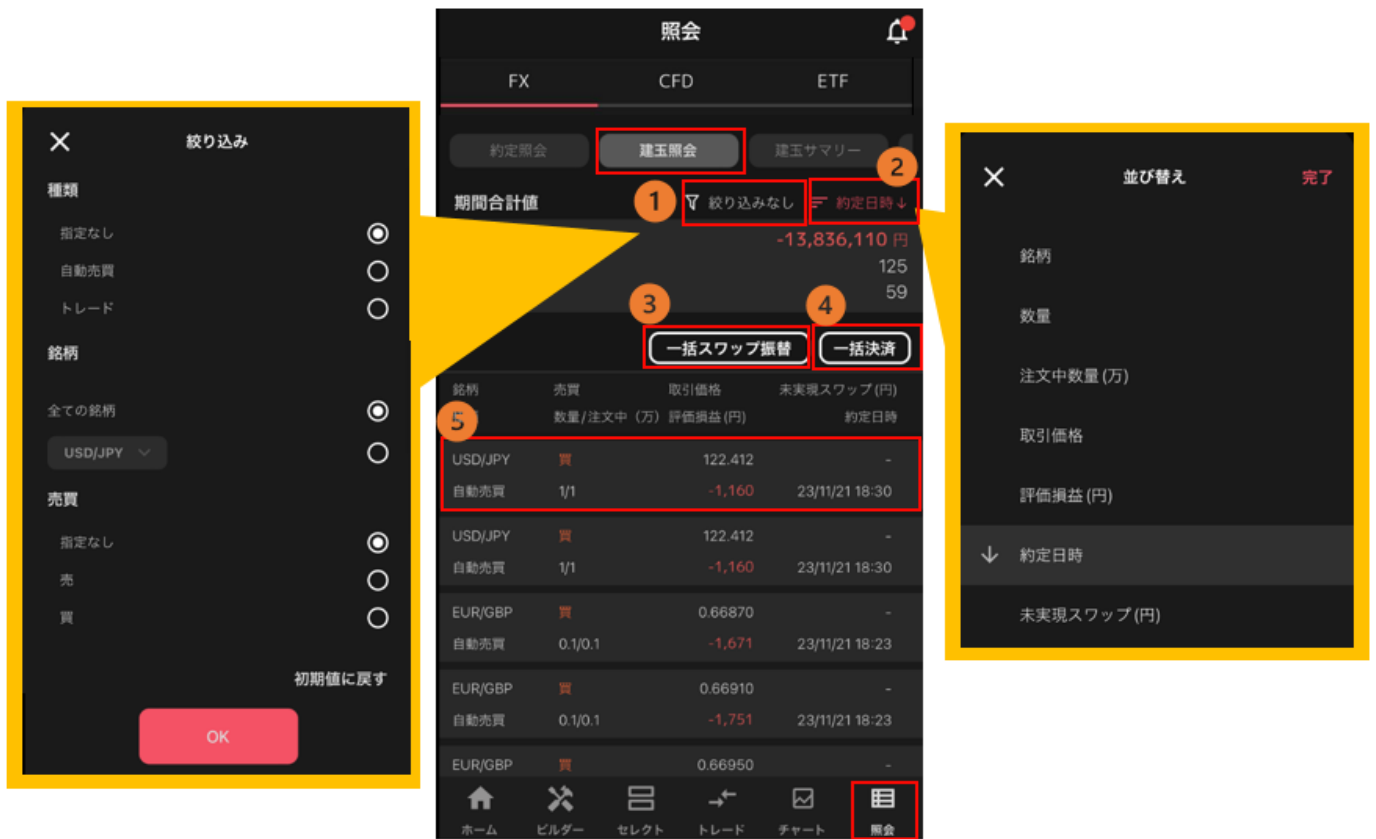 絞り込み
種類
指定なし
自動売買
トレード
銘柄
全ての銘柄
USD/JPY
売買
指定なし
売
買
初期値に戻す
OK
照会
FX CFD ETF
約定照会 建玉照会 建玉サマリー
2
期間合計値 1 絞り込みなし 約定日時↓
-13,836,110 円
125
59
3 4
一括スワップ振替 一括決済
銘柄 売買 取引価格 未実現スワップ(円)
5 数量/注文中(万) 評価損益(円) 約定日時
USD/JPY 買 122.412 -
自動売買 1/1 -1,160 23/11/21 18:30
USD/JPY 買 122.412 -
自動売買 1/1 -1,160 23/11/21 18:30
EUR/GBP 買 0.66870 -
自動売買 0.1/0.1 -1,671 23/11/21 18:23
EUR/GBP 買 0.66910 -
自動売買 0.1/0.1 -1,751 23/11/21 18:23
EUR/GBP 買 0.66950 -
ホーム ビルダー セレクト トレード チャート 照会
並び替え 完了
銘柄
数量
注文中数量(万)
取引価格
評価損益(円)
↓ 約定日時
未実現スワップ(円)